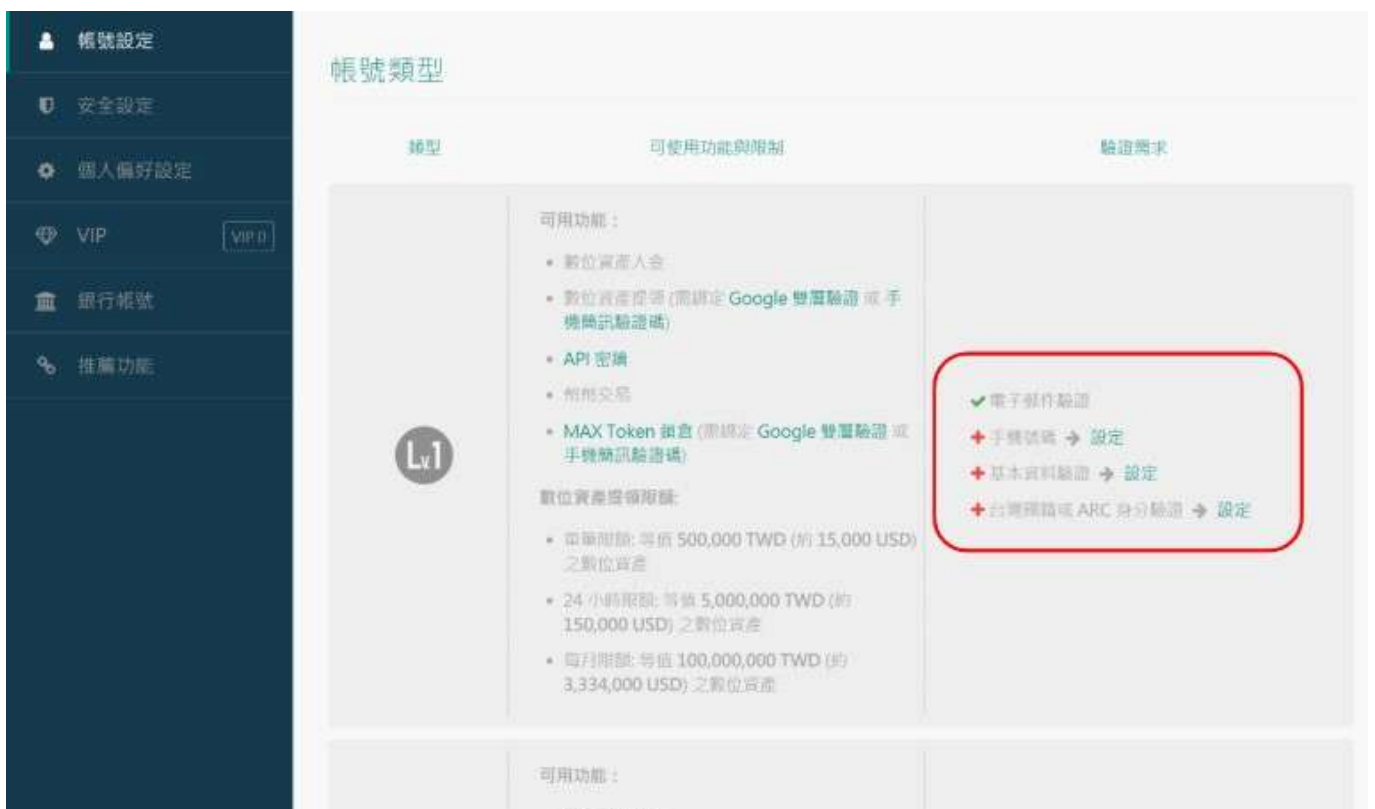 帳號設定
安全設定
個人偏好設定
VIP
VIP 0
銀行帳號
推薦功能
帳號類型
類型
可使用功能與限制
驗證需求
Lv.1
可用功能：
• 數位資產入金
• 數位資產提領 (需綁定 Google 雙層驗證 或 手
機簡訊驗證碼)
• API 密鑰
• 幣幣交易
• MAX Token 鎖倉 (需綁定 Google 雙層驗證 或
手機簡訊驗證碼)
數位資產提領限額:
• 單筆限額: 等值 500,000 TWD (約 15,000 USD)
之數位資產
• 24 小時限額: 等值 5,000,000 TWD (約
150,000 USD) 之數位資產
• 每月限額: 等值 100,000,000 TWD (約
3,334,000 USD) 之數位資產
✔電子郵件驗證
✚手機號碼 ➔ 設定
✚基本資料驗證 ➔ 設定
✚台灣國籍或 ARC 身分驗證 ➔ 設定
可用功能：